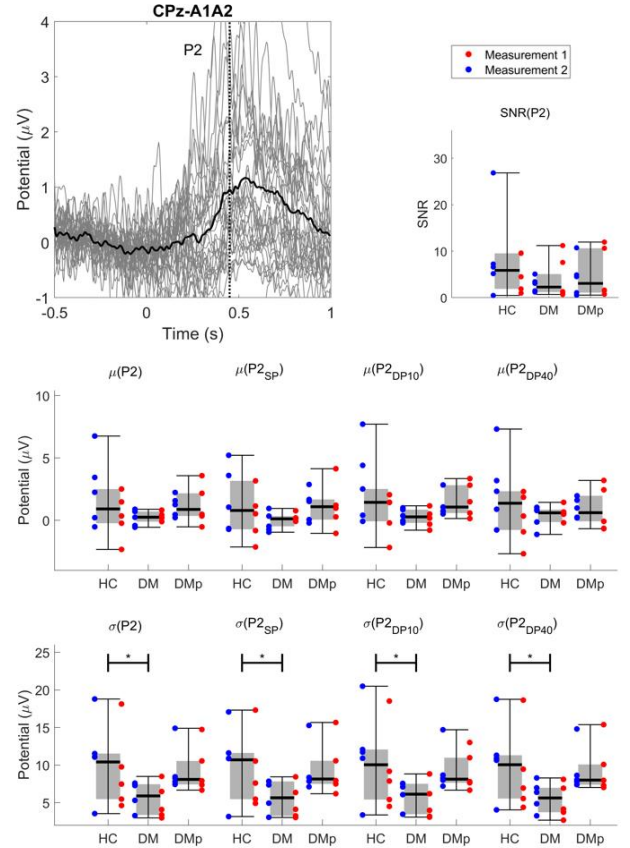 CPz-A1A2
P2
Potential (μV)
4
3
2
1
0
-1
-0.5
0
0.5
1
Time (s)
Measurement 1
Measurement 2
SNR(P2)
SNR
30
20
10
0
HC DM DMp
μ(P2) μ(P2SP) μ(P2DP10) μ(P2DP40)
Potential (μV)
10
5
0
HC DM DMp HC DM DMp HC DM DMp HC DM DMp
σ(P2) σ(P2SP) σ(P2DP10) σ(P2DP40)
* * * *
Potential (μV)
25
20
15
10
5
HC DM DMp HC DM DMp HC DM DMp HC DM DMp